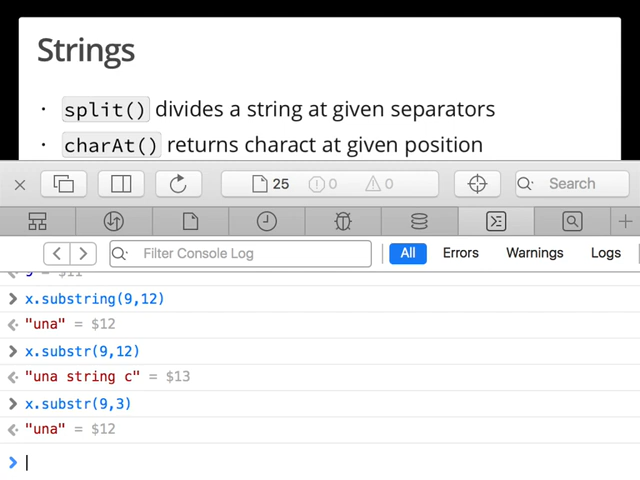 Strings
· split() divides a string at given separators
· charAt() returns charact at given position
25 0 0 Search
Filter Console Log All Errors Warnings Logs
9 = $11
> x.substring(9,12)
"una" = $12
> x.substr(9,12)
"una string c" = $13
> x.substr(9,3)
"una" = $12
>